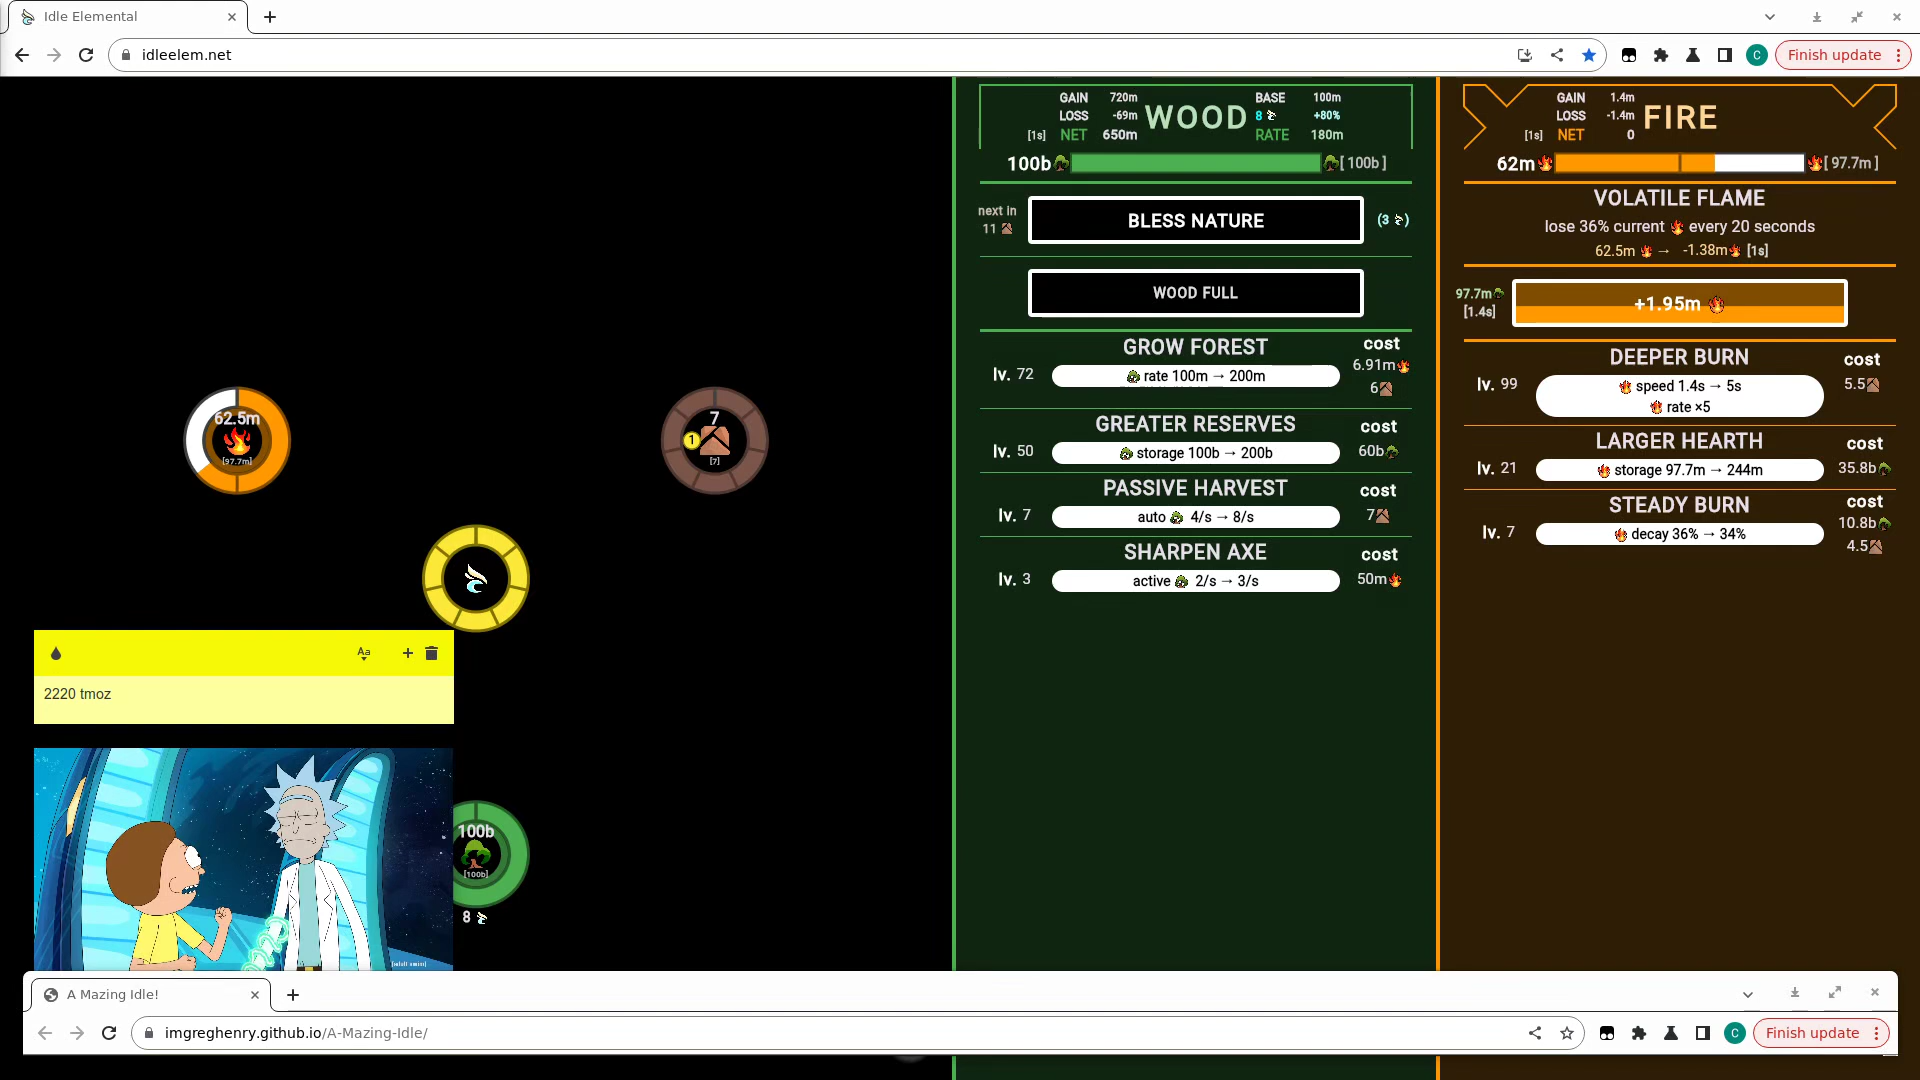 Idle Elemental
idleelem.net
Finish update
GAIN 720m
LOSS -69m
[1s] NET 650m
WOOD
BASE 100m
8 +80%
RATE 180m
100b [ 100b ]
next in
11
BLESS NATURE
(3 )
WOOD FULL
GROW FOREST
lv. 72
rate 100m → 200m
cost
6.91m
6
GREATER RESERVES
lv. 50
storage 100b → 200b
cost
60b
PASSIVE HARVEST
lv. 7
auto 4/s → 8/s
cost
7
SHARPEN AXE
lv. 3
active 2/s → 3/s
cost
50m
GAIN 1.4m
LOSS -1.4m
[1s] NET 0
FIRE
62m [ 97.7m ]
VOLATILE FLAME
lose 36% current every 20 seconds
62.5m → -1.38m [1s]
97.7m
[1.4s]
+1.95m
DEEPER BURN
lv. 99
speed 1.4s → 5s
rate ×5
cost
5.5
LARGER HEARTH
lv. 21
storage 97.7m → 244m
cost
35.8b
STEADY BURN
lv. 7
decay 36% → 34%
cost
10.8b
4.5
62.5m
[97.7m]
7
1
[7]
Aa
2220 tmoz
100b
[100b]
8
[adult swim]
A Mazing Idle!
imgreghenry.github.io/A-Mazing-Idle/
Finish update
C
C